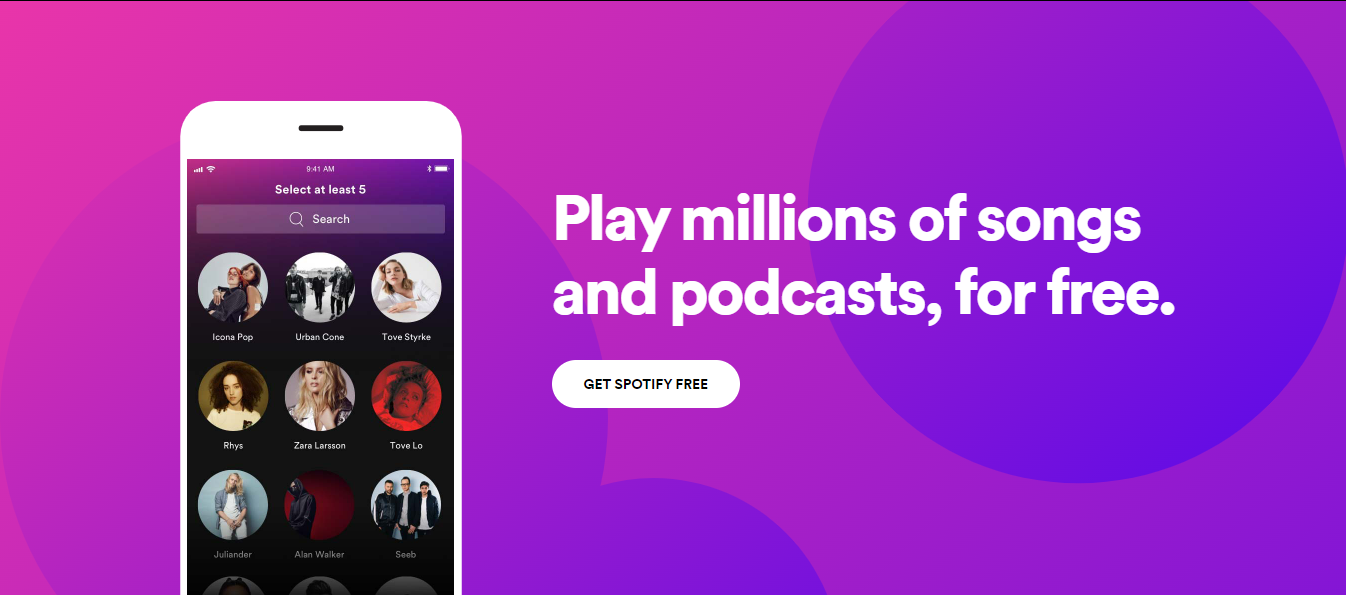 9:41 AM
Select at least 5
Search
Icona Pop
Urban Cone
Tove Styrke
Rhys
Zara Larsson
Tove Lo
Juliander
Alan Walker
Seeb
Play millions of songs
and podcasts, for free.
GET SPOTIFY FREE